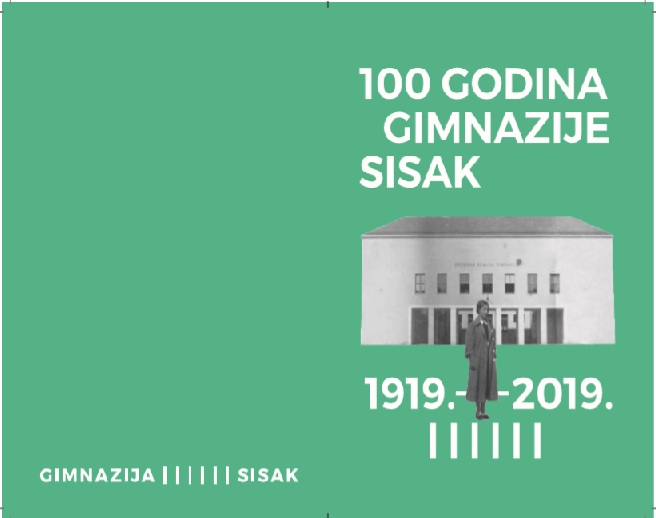 100 GODINA
GIMNAZIJE
SISAK
1919.--2019.
GIMNAZIJA |||||| SISAK